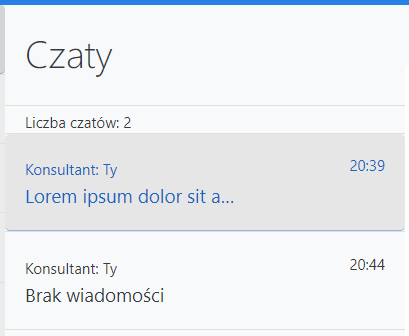 Czaty
Liczba czatów: 2
Konsultant: Ty 20:39
Lorem ipsum dolor sit a...
Konsultant: Ty 20:44
Brak wiadomości